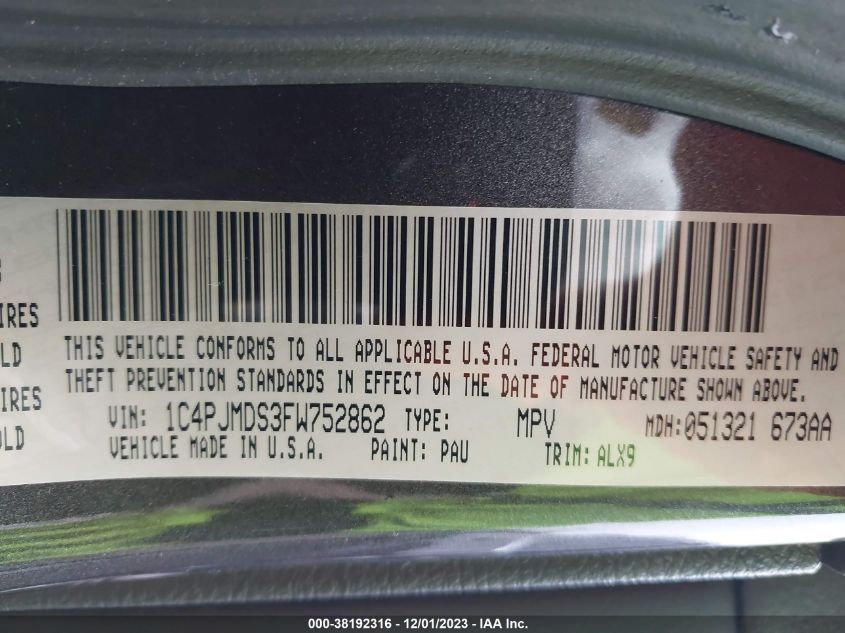 IRES
LD
THIS VEHICLE CONFORMS TO ALL APPLICABLE U.S.A. FEDERAL MOTOR VEHICLE SAFETY AND
THEFT PREVENTION STANDARDS IN EFFECT ON THE DATE OF MANUFACTURE SHOWN ABOVE.
IRES
VIN: 1C4PJMDS3FW752862 TYPE: MPV MDH:051321 673AA
OLD
VEHICLE MADE IN U.S.A. PAINT: PAU TRIM: ALX9
000-38192316 - 12/01/2023 - IAA Inc.